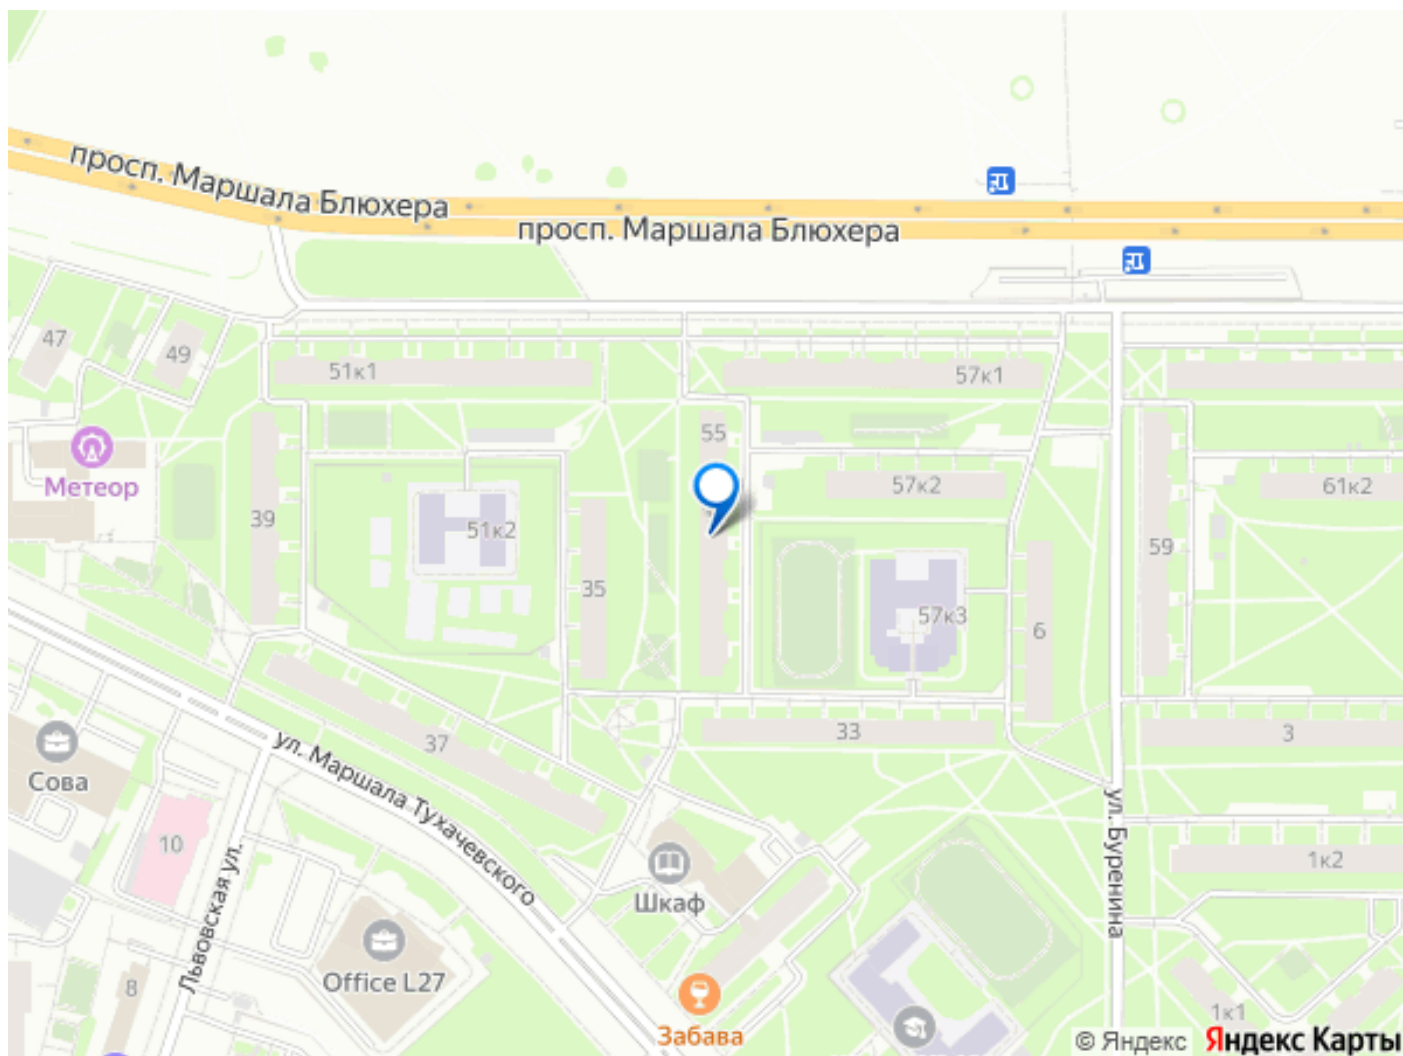 просп. Маршала Блюхера
просп. Маршала Блюхера
47
49
51к1
57к1
55
Метеор
57к2
61к2
39
51к2
59
35
57к3
6
37
33
3
Сова
ул. Маршала Тухачевского
ул. Буренина
10
1к2
Шкаф
Львовская ул.
Office L27
8
1к1
Забава
© Яндекс Яндекс Карты